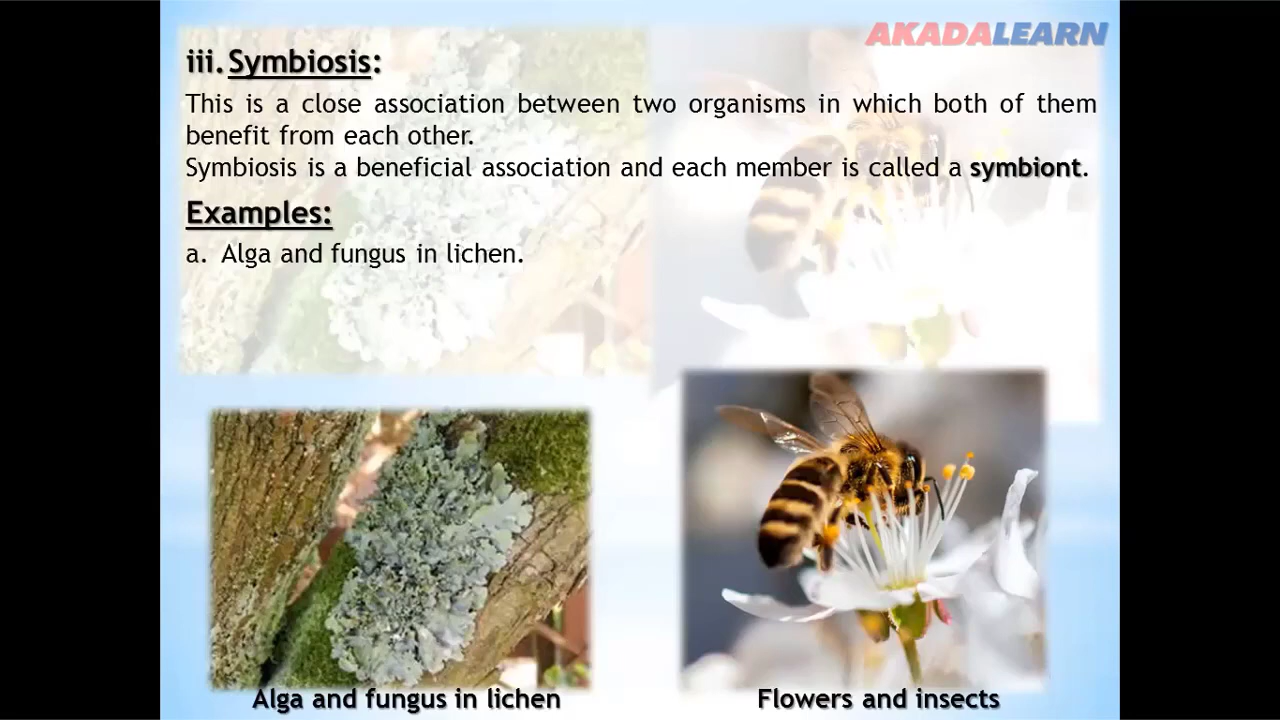 AKADALEARN
iii. Symbiosis:
This is a close association between two organisms in which both of them
benefit from each other.
Symbiosis is a beneficial association and each member is called a symbiont.
Examples:
a. Alga and fungus in lichen.
Alga and fungus in lichen
Flowers and insects